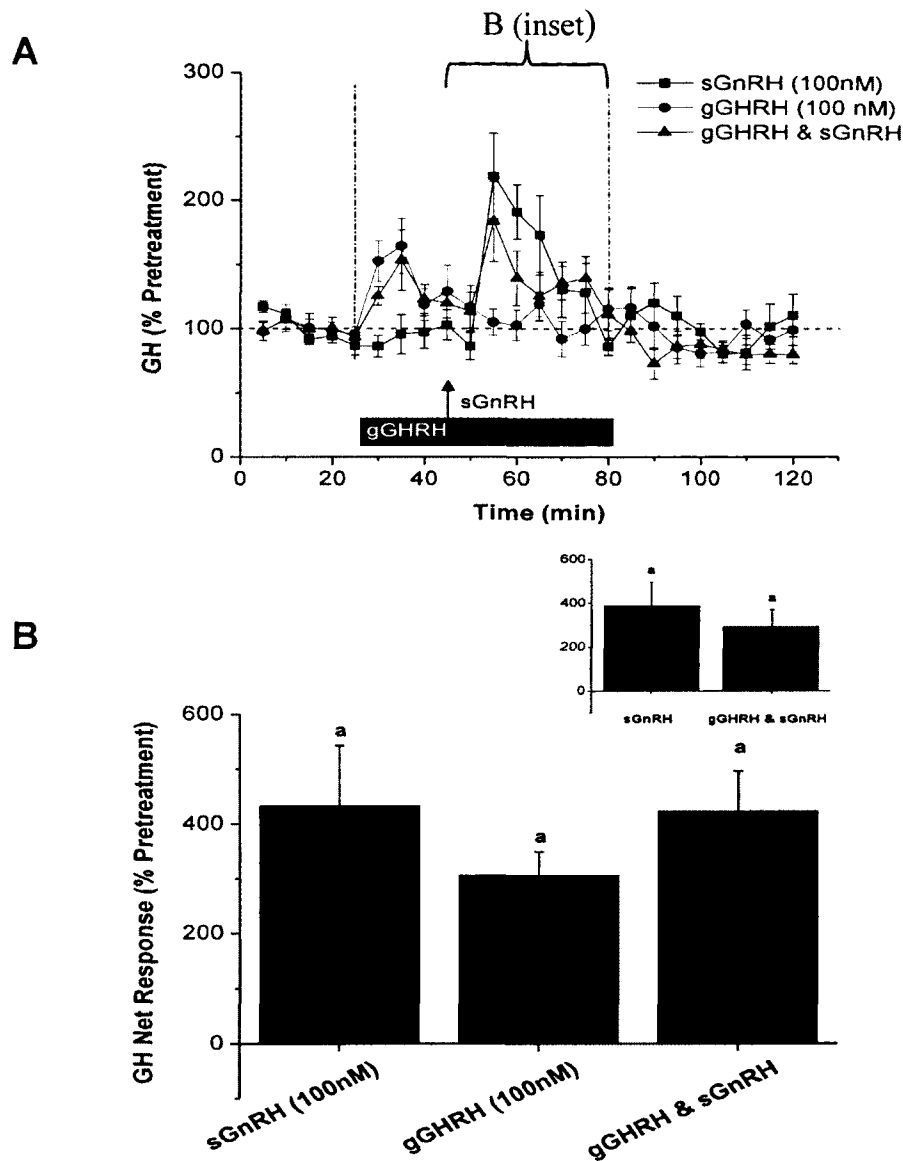 B (inset)
A
300
200
100
0
GH (% Pretreatment)
sGnRH (100nM)
gGHRH (100 nM)
gGHRH & sGnRH
sGnRH
gGHRH
0 20 40 60 80 100 120
Time (min)
B
600
400
200
0
a
a
sGnRH gGHRH & sGnRH
600
400
200
0
GH Net Response (% Pretreatment)
a
a
a
sGnRH (100nM)
gGHRH (100nM)
gGHRH & sGnRH